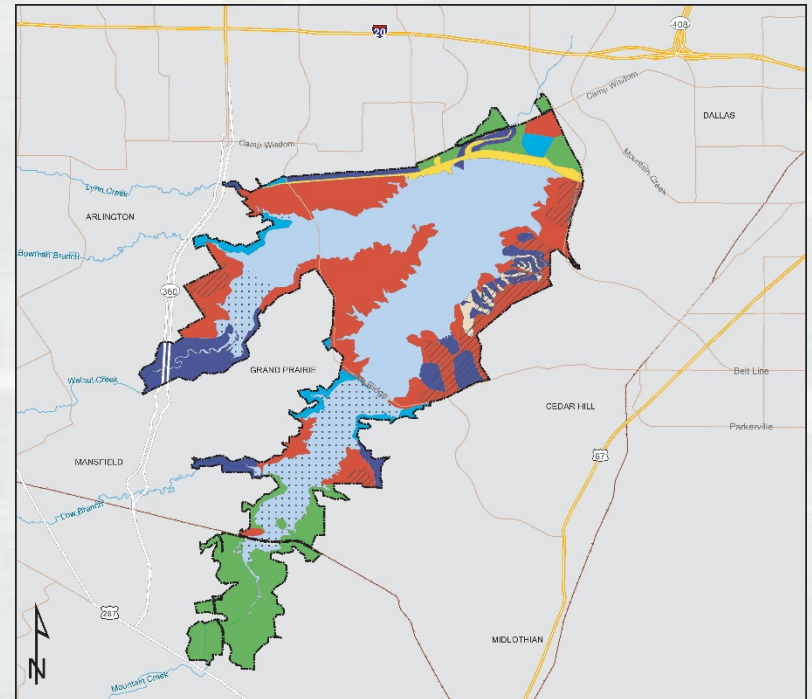 20
408
Camp Wisdom
DALLAS
Camp Wisdom
Mountain Creek
Lynn Creek
ARLINGTON
Bowman Branch
360
GRAND PRAIRIE
Ridge
Walnut Creek
Belt Line
CEDAR HILL
Parkerville
67
MANSFIELD
Low Branch
287
MIDLOTHIAN
Mountain Creek
N